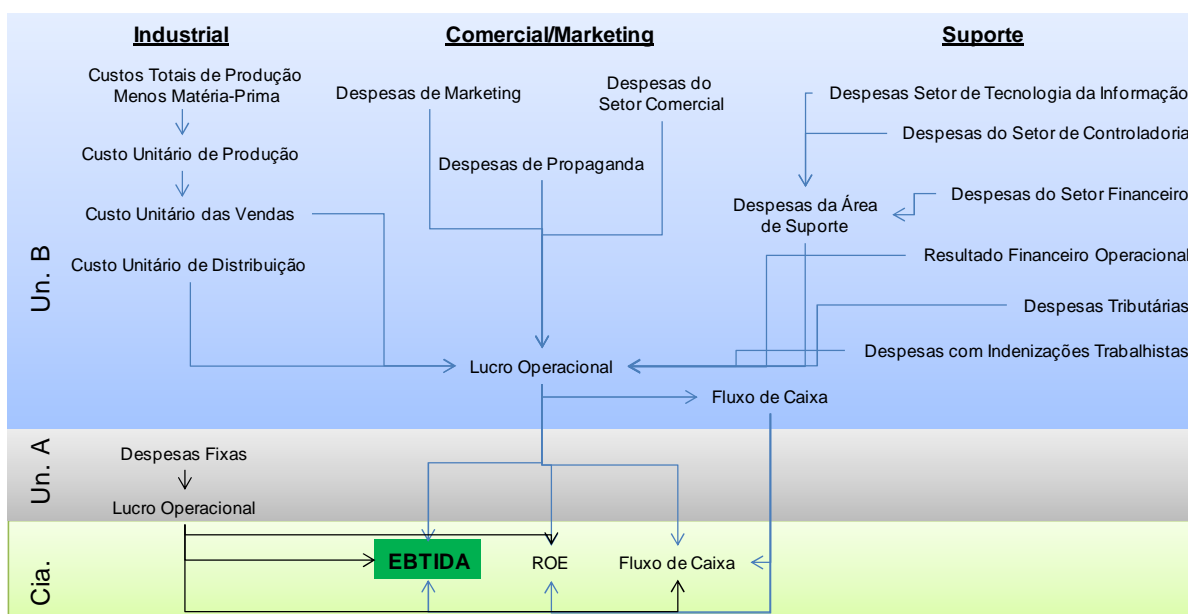 Industrial
Comercial/Marketing
Suporte
Custos Totais de Produção
Menos Matéria-Prima
Despesas de Marketing
Despesas do
Setor Comercial
Despesas Setor de Tecnologia da Informação
Despesas do Setor de Controladoria
Custo Unitário de Produção
Despesas de Propaganda
Despesas do Setor Financeiro
Custo Unitário das Vendas
Despesas da Área
de Suporte
Custo Unitário de Distribuição
Resultado Financeiro Operacional
Un. B
Despesas Tributárias
Despesas com Indenizações Trabalhistas
Lucro Operacional
Fluxo de Caixa
Un. A
Despesas Fixas
Lucro Operacional
Cia.
EBTIDA
ROE
Fluxo de Caixa